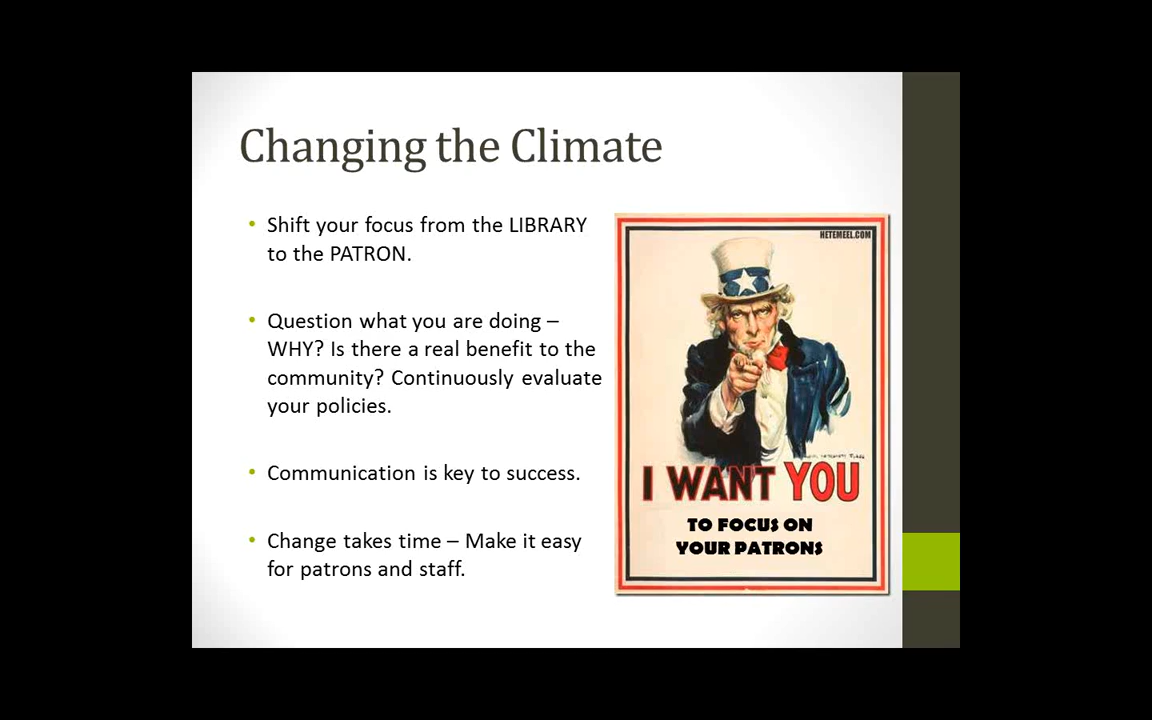 Changing the Climate
• Shift your focus from the LIBRARY
to the PATRON.
• Question what you are doing –
WHY? Is there a real benefit to the
community? Continuously evaluate
your policies.
• Communication is key to success.
• Change takes time – Make it easy
for patrons and staff.
HETEMEEL.COM
I WANT YOU
TO FOCUS ON
YOUR PATRONS